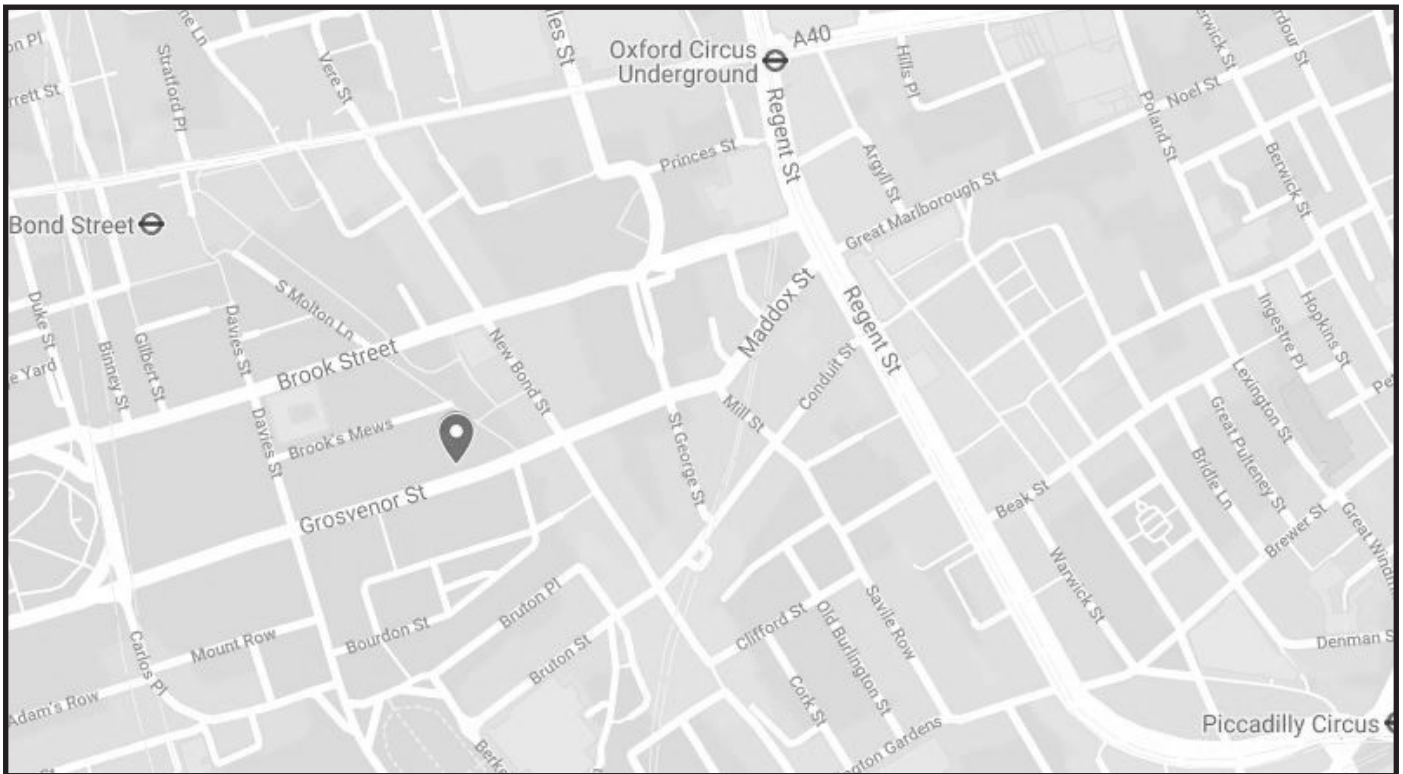 Oxford Circus
Underground
A40
Regent St
Vere St
Stratford Pl
Hills Pl
Noel St
Poland St
Princes St
Argyll St
Berwick St
Great Marlborough St
Bond Street
Maddox St
Regent St
S Molton Ln
Duke St
Davies St
Gilbert St
Binney St
Brook Street
New Bond St
Conduit St
Hopkins St
Ingestre Pl
Lexington St
Great Pulteney St
Mill St
Brook's Mews
Davies St
St George St
Grosvenor St
Bridle Ln
Beak St
Brewer St
Warwick St
Savile Row
Old Burlington St
Clifford St
Bruton Pl
Bourdon St
Mount Row
Carlos Pl
Bruton St
Cork St
Adam's Row
Piccadilly Circus